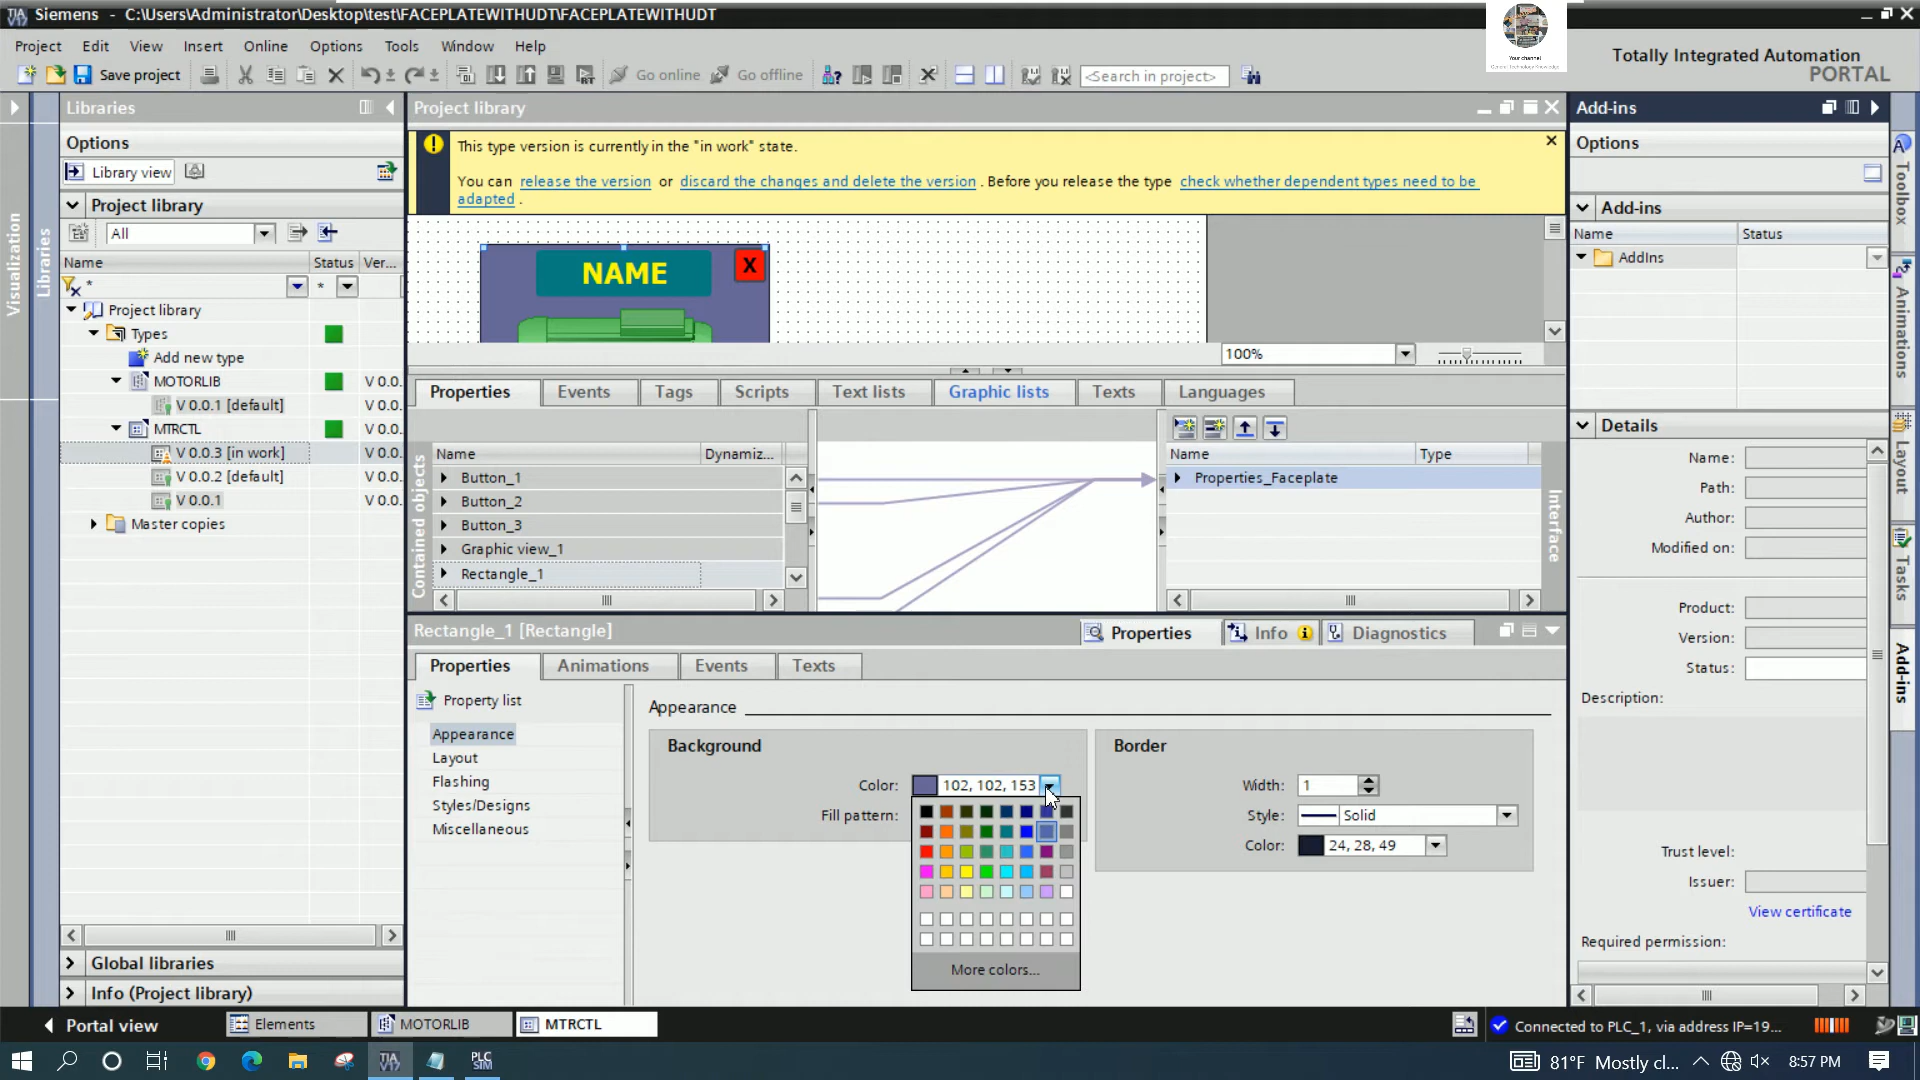 Siemens - C:\Users\Administrator\Desktop\test\FACEPLATEWITHUDT\FACEPLATEWITHUDT
Project Edit View Insert Online Options Tools Window Help
Save project Go online Go offline <Search in project>
Your channel
Totally Integrated Automation
PORTAL
Libraries
Options
Library view
Project library
All
Name Status Ver...
* *
Project library
Types
Add new type
MOTORLIB
V 0.0.1 [default] V 0.0.
MTRCTL
V 0.0.3 [in work] V 0.0.
V 0.0.2 [default] V 0.0.
V 0.0.1 V 0.0.
Master copies
Global libraries
Info (Project library)
Visualization
Libraries
Project library
This type version is currently in the "in work" state.
You can release the version or discard the changes and delete the version . Before you release the type check whether dependent types need to be
adapted .
NAME
X
100%
Properties Events Tags Scripts Text lists Graphic lists Texts Languages
Contained objects
Name Dynamiz...
Button_1
Button_2
Button_3
Graphic view_1
Rectangle_1
Name Type
Properties_Faceplate
Interface
Rectangle_1 [Rectangle]
Properties Info Diagnostics
Properties Animations Events Texts
Property list
Appearance
Layout
Flashing
Styles/Designs
Miscellaneous
Appearance
Background
Color: 102, 102, 153
Fill pattern:
More colors...
Border
Width: 1
Style: Solid
Color: 24, 28, 49
Add-ins
Options
Add-ins
Name Status
AddIns
Details
Name:
Path:
Author:
Modified on:
Product:
Version:
Status:
Description:
Trust level:
Issuer:
View certificate
Required permission:
Toolbox
Animations
Layout
Tasks
Add-ins
Portal view Elements MOTORLIB MTRCTL
Connected to PLC_1, via address IP=19...
TIA
V
PLC
SIM
81°F Mostly cl... 8:57 PM